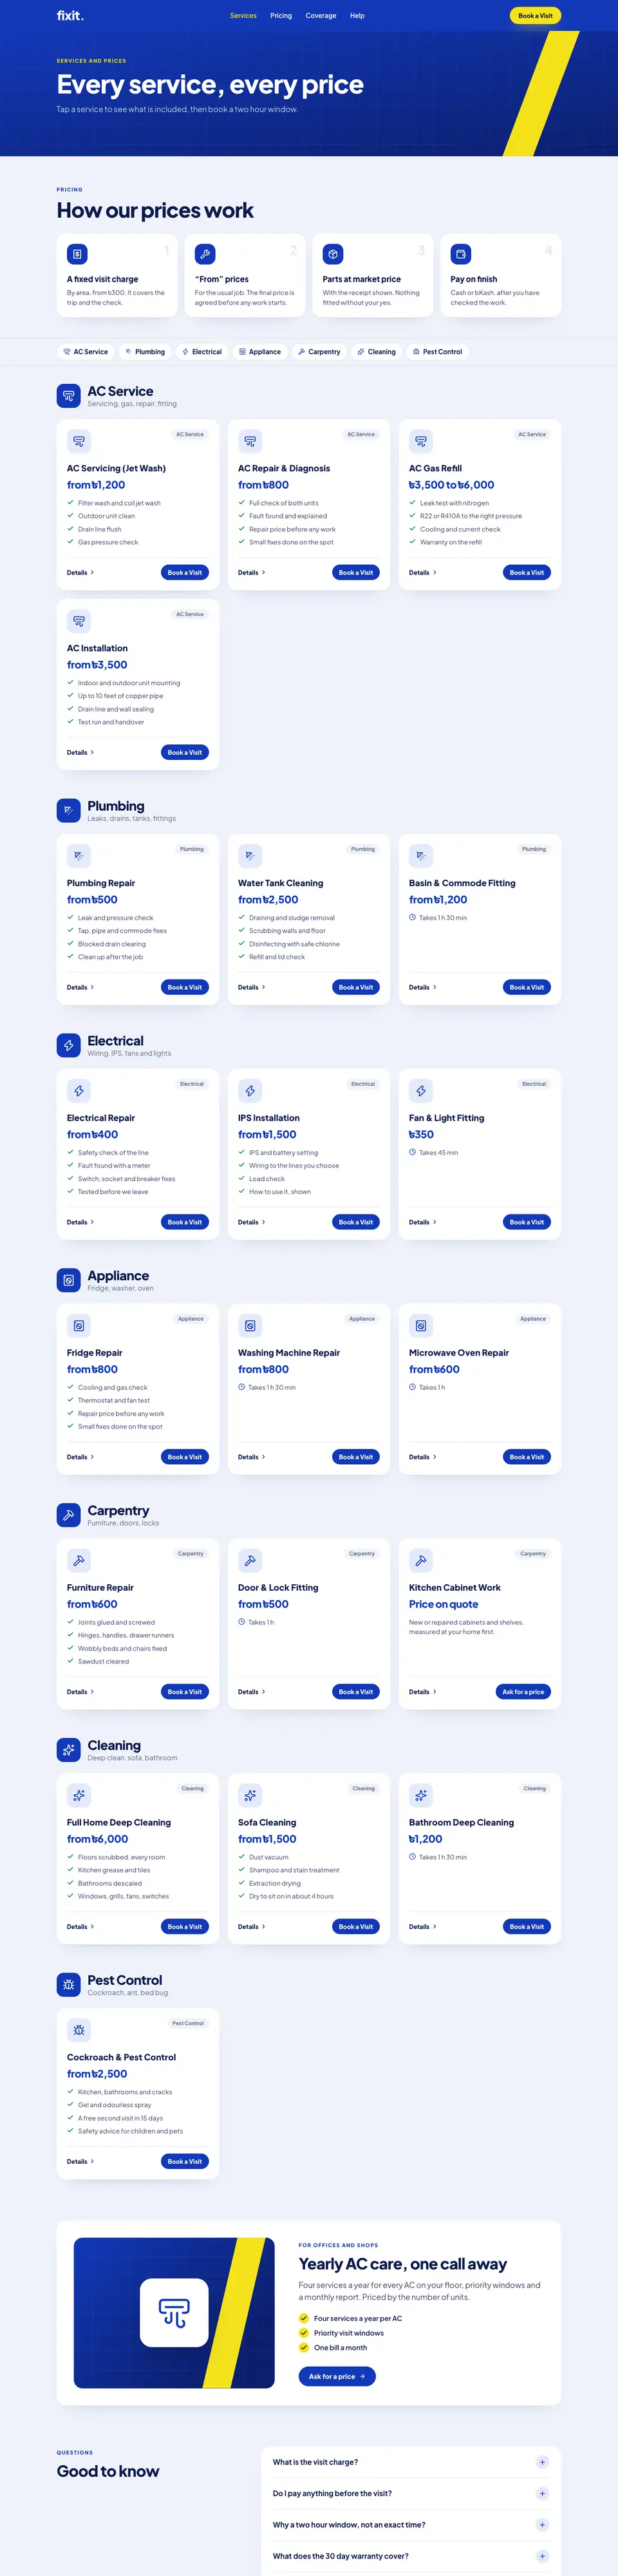 fixit.
Services Pricing Coverage Help
Book a Visit
SERVICES AND PRICES
Every service, every price
Tap a service to see what is included, then book a two hour window.
PRICING
How our prices work
1
A fixed visit charge
By area, from ৳300. It covers the
trip and the check.
2
“From” prices
For the usual job. The final price is
agreed before any work starts.
3
Parts at market price
With the receipt shown. Nothing
fitted without your yes.
4
Pay on finish
Cash or bKash, after you have
checked the work.
AC Service Plumbing Electrical Appliance Carpentry Cleaning Pest Control
AC Service
Servicing, gas, repair, fitting
AC Service
AC Servicing (Jet Wash)
from ৳1,200
Filter wash and coil jet wash
Outdoor unit clean
Drain line flush
Gas pressure check
Details
Book a Visit
AC Service
AC Repair & Diagnosis
from ৳800
Full check of both units
Fault found and explained
Repair price before any work
Small fixes done on the spot
Details
Book a Visit
AC Service
AC Gas Refill
৳3,500 to ৳6,000
Leak test with nitrogen
R22 or R410A to the right pressure
Cooling and current check
Warranty on the refill
Details
Book a Visit
AC Service
AC Installation
from ৳3,500
Indoor and outdoor unit mounting
Up to 10 feet of copper pipe
Drain line and wall sealing
Test run and handover
Details
Book a Visit
Plumbing
Leaks, drains, tanks, fittings
Plumbing
Plumbing Repair
from ৳500
Leak and pressure check
Tap, pipe and commode fixes
Blocked drain clearing
Clean up after the job
Details
Book a Visit
Plumbing
Water Tank Cleaning
from ৳2,500
Draining and sludge removal
Scrubbing walls and floor
Disinfecting with safe chlorine
Refill and lid check
Details
Book a Visit
Plumbing
Basin & Commode Fitting
from ৳1,200
Takes 1 h 30 min
Details
Book a Visit
Electrical
Wiring, IPS, fans and lights
Electrical
Electrical Repair
from ৳400
Safety check of the line
Fault found with a meter
Switch, socket and breaker fixes
Tested before we leave
Details
Book a Visit
Electrical
IPS Installation
from ৳1,500
IPS and battery setting
Wiring to the lines you choose
Load check
How to use it, shown
Details
Book a Visit
Electrical
Fan & Light Fitting
৳350
Takes 45 min
Details
Book a Visit
Appliance
Fridge, washer, oven
Appliance
Fridge Repair
from ৳800
Cooling and gas check
Thermostat and fan test
Repair price before any work
Small fixes done on the spot
Details
Book a Visit
Appliance
Washing Machine Repair
from ৳800
Takes 1 h 30 min
Details
Book a Visit
Appliance
Microwave Oven Repair
from ৳600
Takes 1 h
Details
Book a Visit
Carpentry
Furniture, doors, locks
Carpentry
Furniture Repair
from ৳600
Joints glued and screwed
Hinges, handles, drawer runners
Wobbly beds and chairs fixed
Sawdust cleared
Details
Book a Visit
Carpentry
Door & Lock Fitting
from ৳500
Takes 1 h
Details
Book a Visit
Carpentry
Kitchen Cabinet Work
Price on quote
New or repaired cabinets and shelves,
measured at your home first.
Details
Ask for a price
Cleaning
Deep clean, sofa, bathroom
Cleaning
Full Home Deep Cleaning
from ৳6,000
Floors scrubbed, every room
Kitchen grease and tiles
Bathrooms descaled
Windows, grills, fans, switches
Details
Book a Visit
Cleaning
Sofa Cleaning
from ৳1,500
Dust vacuum
Shampoo and stain treatment
Extraction drying
Dry to sit on in about 4 hours
Details
Book a Visit
Cleaning
Bathroom Deep Cleaning
৳1,200
Takes 1 h 30 min
Details
Book a Visit
Pest Control
Cockroach, ant, bed bug
Pest Control
Cockroach & Pest Control
from ৳2,500
Kitchen, bathrooms and cracks
Gel and odourless spray
A free second visit in 15 days
Safety advice for children and pets
Details
Book a Visit
FOR OFFICES AND SHOPS
Yearly AC care, one call away
Four services a year for every AC on your floor, priority windows and
a monthly report. Priced by the number of units.
Four services a year per AC
Priority visit windows
One bill a month
Ask for a price
QUESTIONS
Good to know
What is the visit charge?
Do I pay anything before the visit?
Why a two hour window, not an exact time?
What does the 30 day warranty cover?